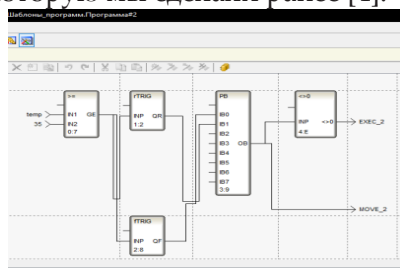 которую мы сделали ранее [4].
Шаблоны_программ.Программа#2
>=
IN1 GE
IN2
0:7
temp
35
rTRIG
INP QR
1:2
fTRIG
INP QF
2:8
PB
IB0
IB1
IB2
IB3 OB
IB4
IB5
IB6
IB7
3:9
<>0
INP <>0
4:E
EXEC_2
MOVE_2